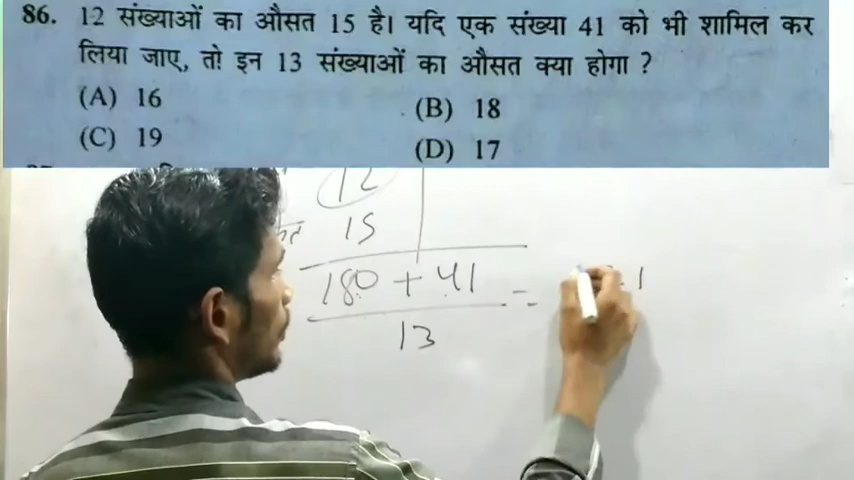 86. 12 संख्याओं का औसत 15 है। यदि एक संख्या 41 को भी शामिल कर
लिया जाए, तो इन 13 संख्याओं का औसत क्या होगा ?
(A) 16 (B) 18
(C) 19 (D) 17
12
15
180 + 41 =
13